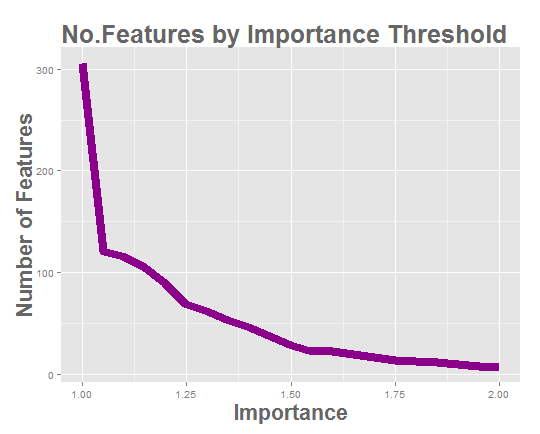 No.Features by Importance Threshold
Number of Features
300
200
100
0
1.00 1.25 1.50 1.75 2.00
Importance